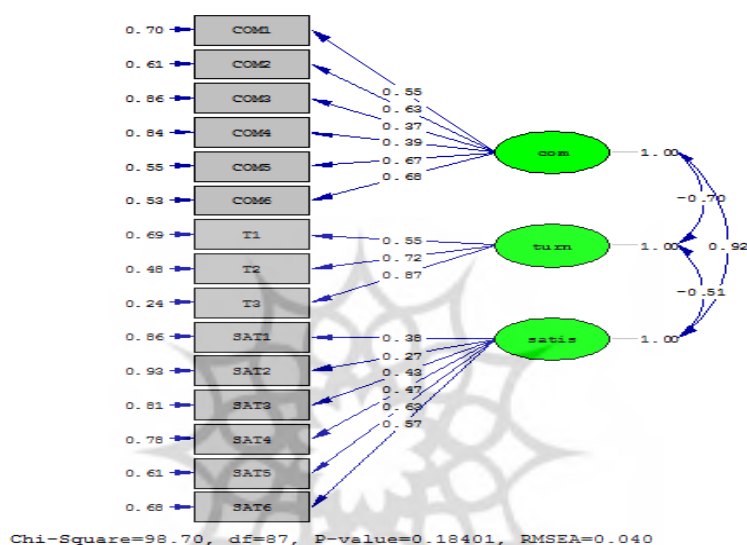 0.70 COM1
0.61 COM2
0.86 COM3
0.84 COM4
0.55 COM5
0.53 COM6
0.69 T1
0.48 T2
0.24 T3
0.86 SAT1
0.93 SAT2
0.81 SAT3
0.78 SAT4
0.61 SAT5
0.68 SAT6
0.55
0.63
0.37
0.39
0.67
0.68
0.55
0.72
0.87
0.38
0.27
0.43
0.47
0.63
0.57
com 1.00
turn 1.00
satis 1.00
-0.70
0.92
-0.51
Chi-Square=98.70, df=87, P-value=0.18401, RMSEA=0.040